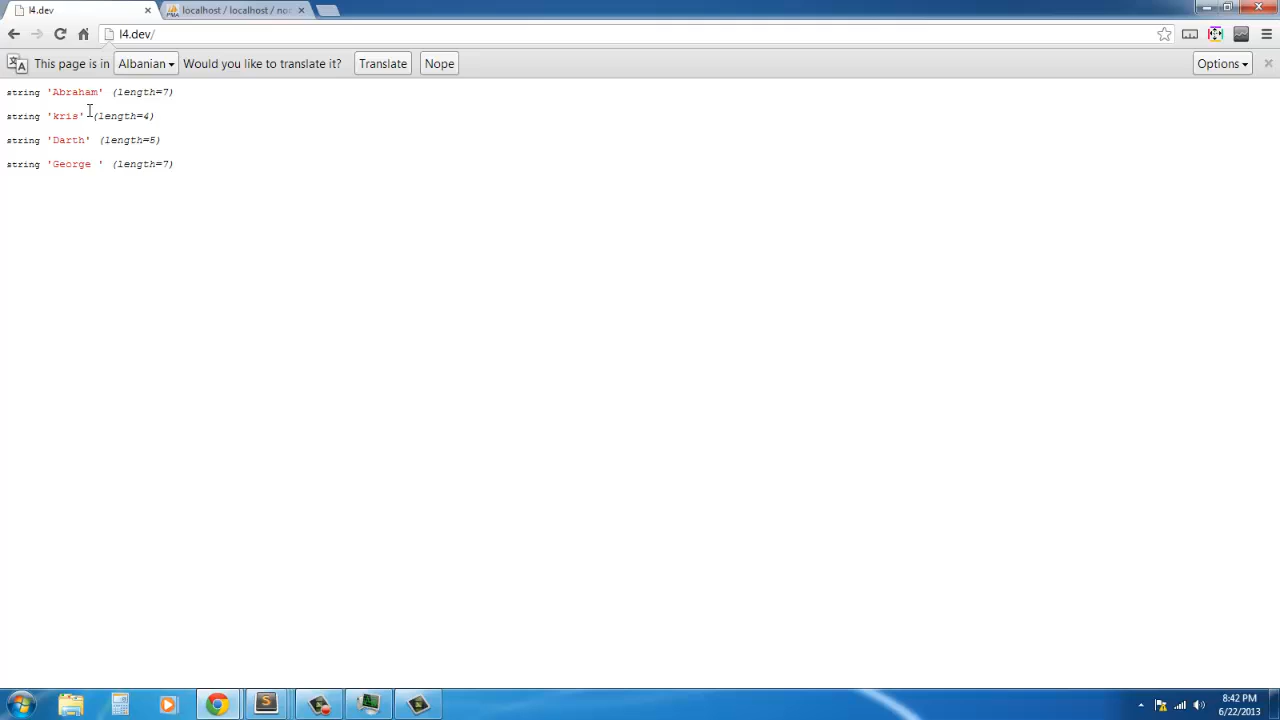 l4.dev
localhost / localhost / no
l4.dev/
This page is in Albanian Would you like to translate it? Translate Nope Options
string 'Abraham' (length=7)
string 'kris' (length=4)
string 'Darth' (length=5)
string 'George ' (length=7)
8:42 PM
6/22/2013